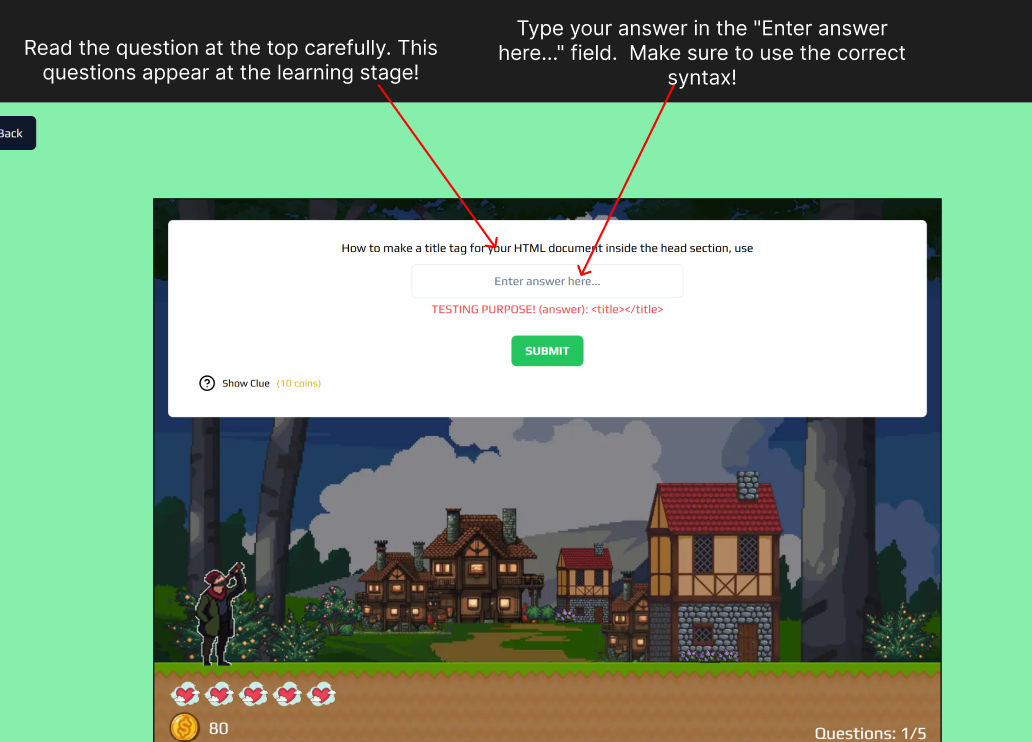 Read the question at the top carefully. This
questions appear at the learning stage!
Type your answer in the "Enter answer
here..." field.  Make sure to use the correct
syntax!
Back
How to make a title tag for your HTML document inside the head section, use
Enter answer here...
TESTING PURPOSE! (answer): <title></title>
SUBMIT
Show Clue (10 coins)
80
Questions: 1/5